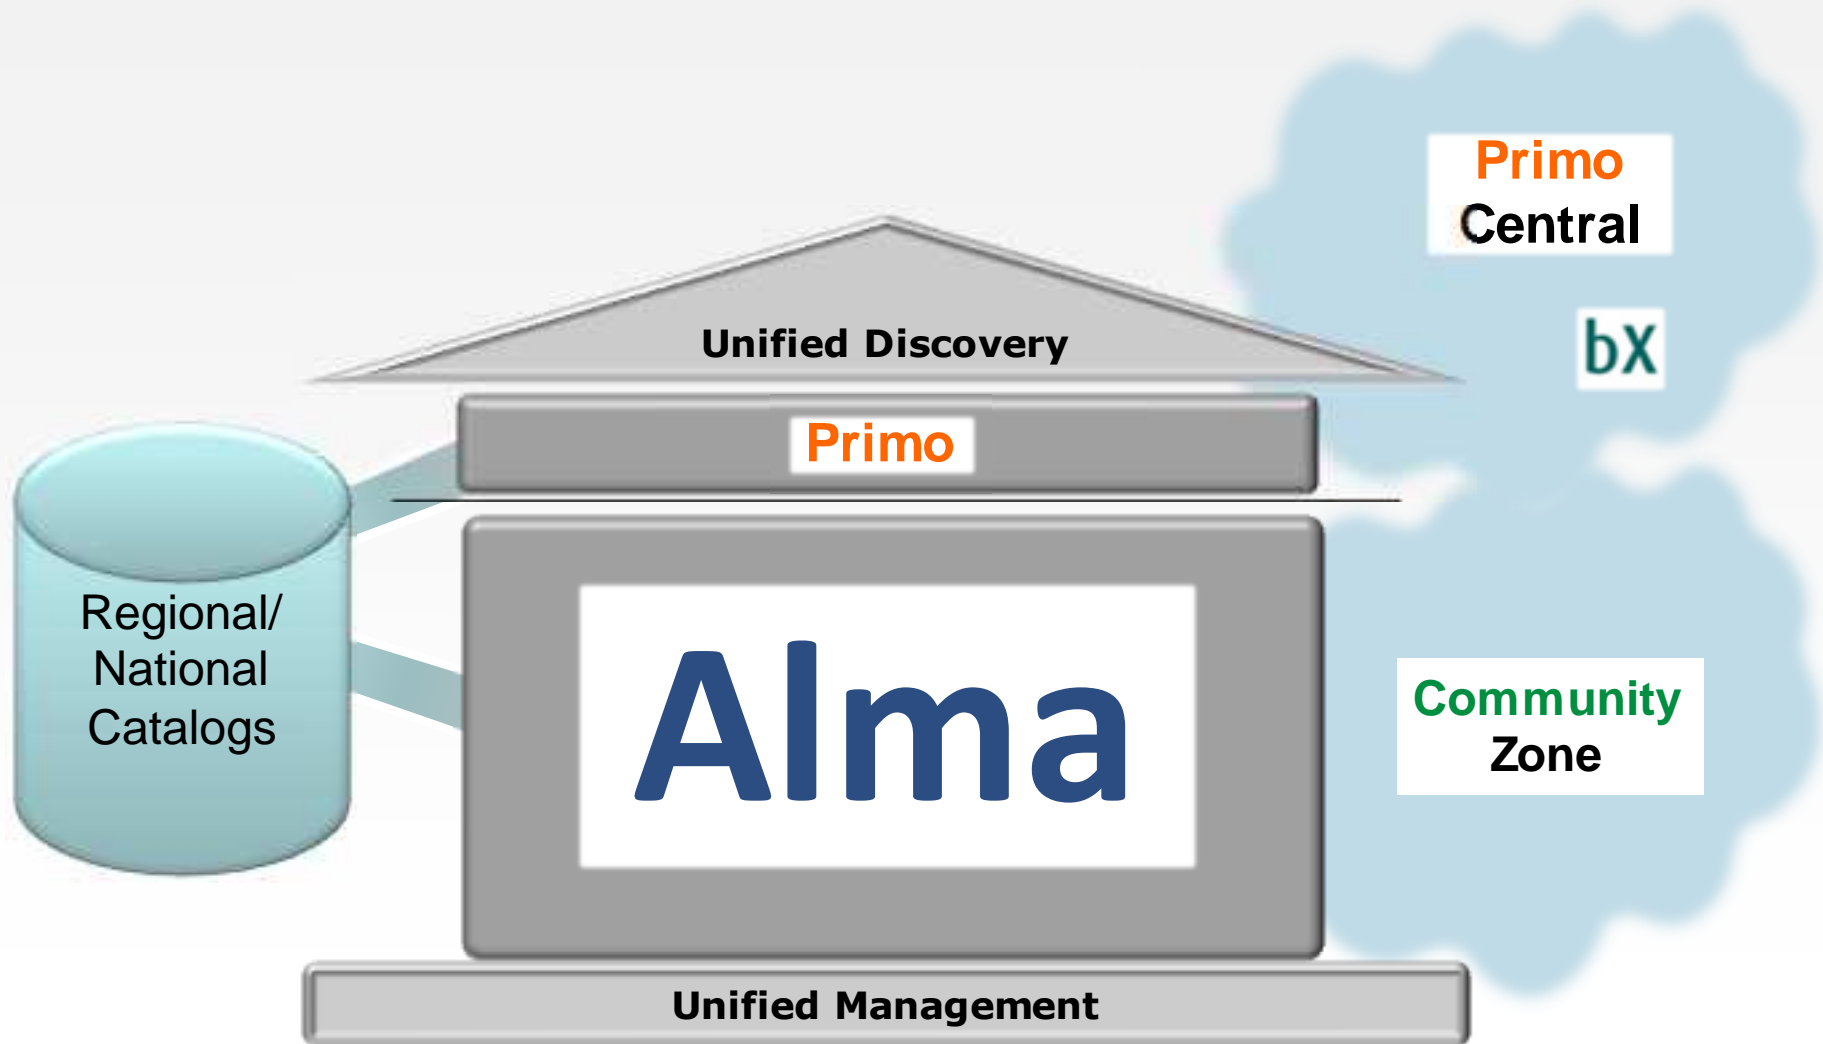 Primo
Central
bX
Unified Discovery
Primo
Regional/
National
Catalogs
Alma
Community
Zone
Unified Management